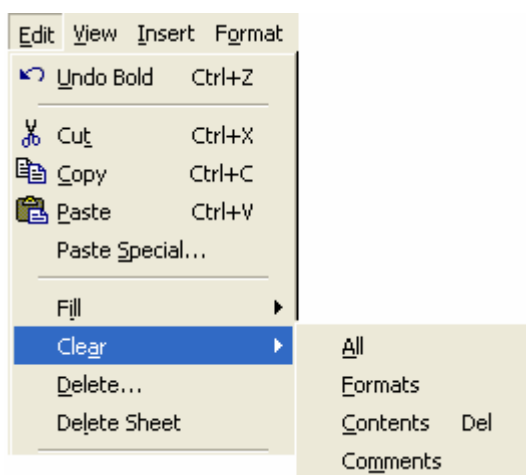 Edit View Insert Format
Undo Bold Ctrl+Z
Cut Ctrl+X
Copy Ctrl+C
Paste Ctrl+V
Paste Special...
Fill
Clear
All
Delete...
Formats
Delete Sheet
Contents Del
Comments